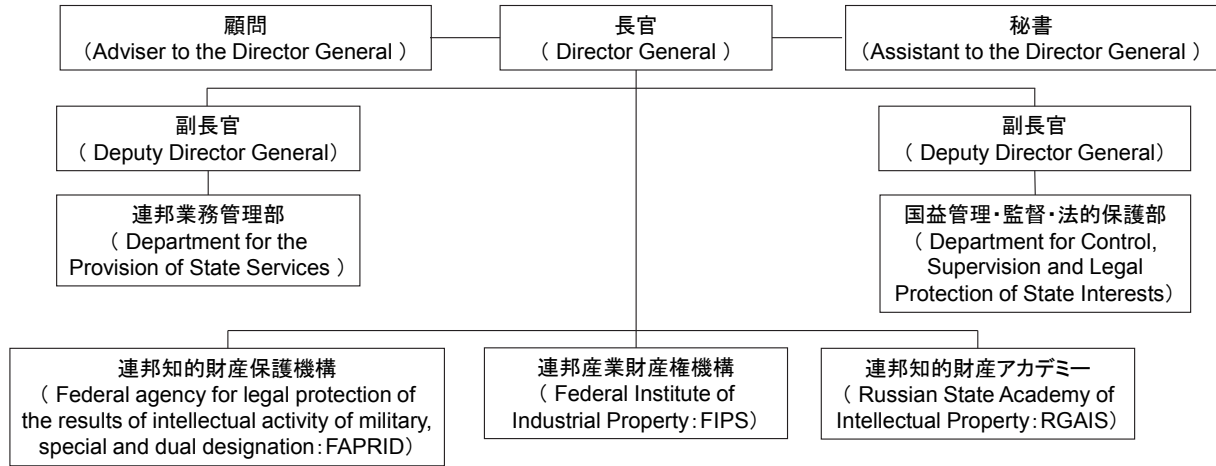 顧問
（Adviser to the Director General ）
長官
（ Director General ）
秘書
（Assistant to the Director General ）
副長官
（ Deputy Director General）
副長官
（ Deputy Director General）
連邦業務管理部
（ Department for the
Provision of State Services ）
国益管理・監督・法的保護部
（ Department for Control,
Supervision and Legal
Protection of State Interests）
連邦知的財産保護機構
（ Federal agency for legal protection of
the results of intellectual activity of military,
special and dual designation：FAPRID）
連邦産業財産権機構
（ Federal Institute of
Industrial Property：FIPS）
連邦知的財産アカデミー
（ Russian State Academy of
Intellectual Property：RGAIS）